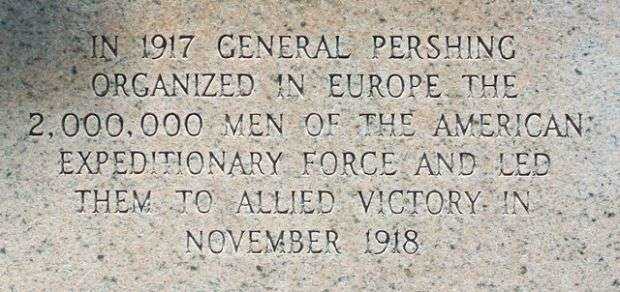 IN 1917 GENERAL PERSHING
ORGANIZED IN EUROPE THE
2,000,000 MEN OF THE AMERICAN
EXPEDITIONARY FORCE AND LED
THEM TO ALLIED VICTORY IN
NOVEMBER 1918